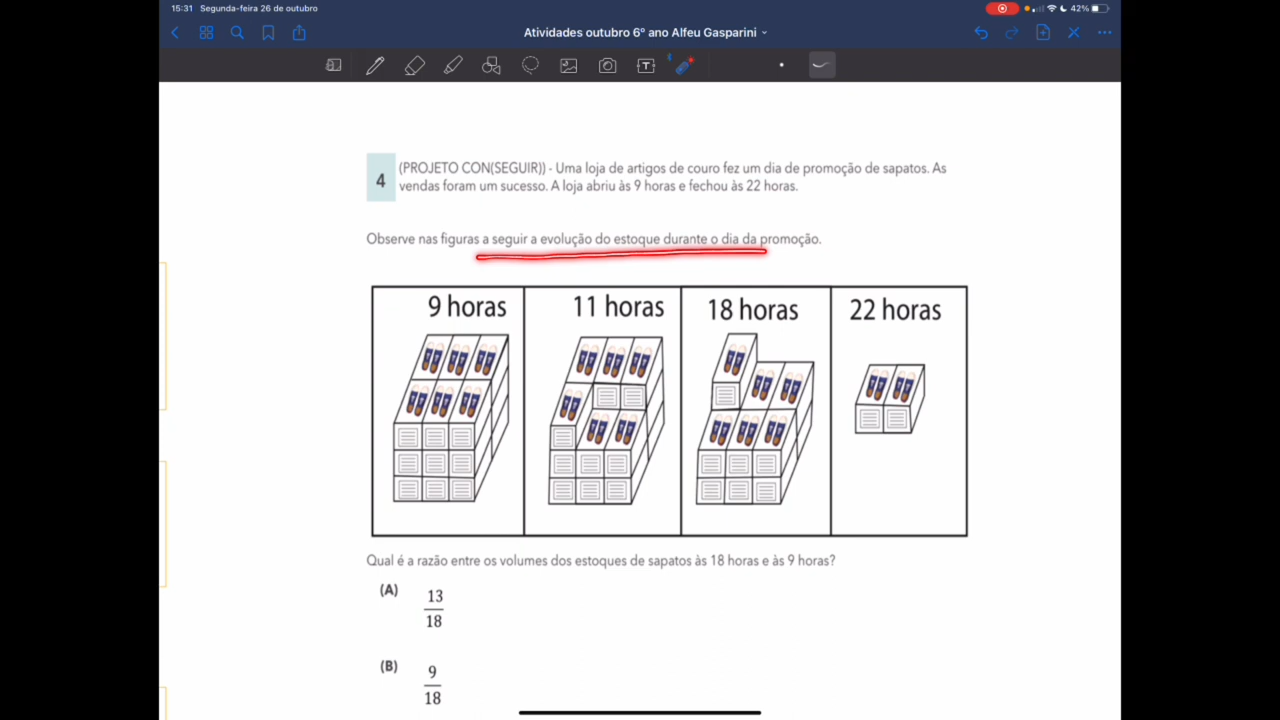 15:31 Segunda-feira 26 de outubro
42%
Atividades outubro 6º ano Alfeu Gasparini
T
4
(PROJETO CON(SEGUIR)) - Uma loja de artigos de couro fez um dia de promoção de sapatos. As
vendas foram um sucesso. A loja abriu às 9 horas e fechou às 22 horas.
Observe nas figuras a seguir a evolução do estoque durante o dia da promoção.
9 horas 11 horas 18 horas 22 horas
Qual é a razão entre os volumes dos estoques de sapatos às 18 horas e às 9 horas?
(A) 13
18
(B) 9
18